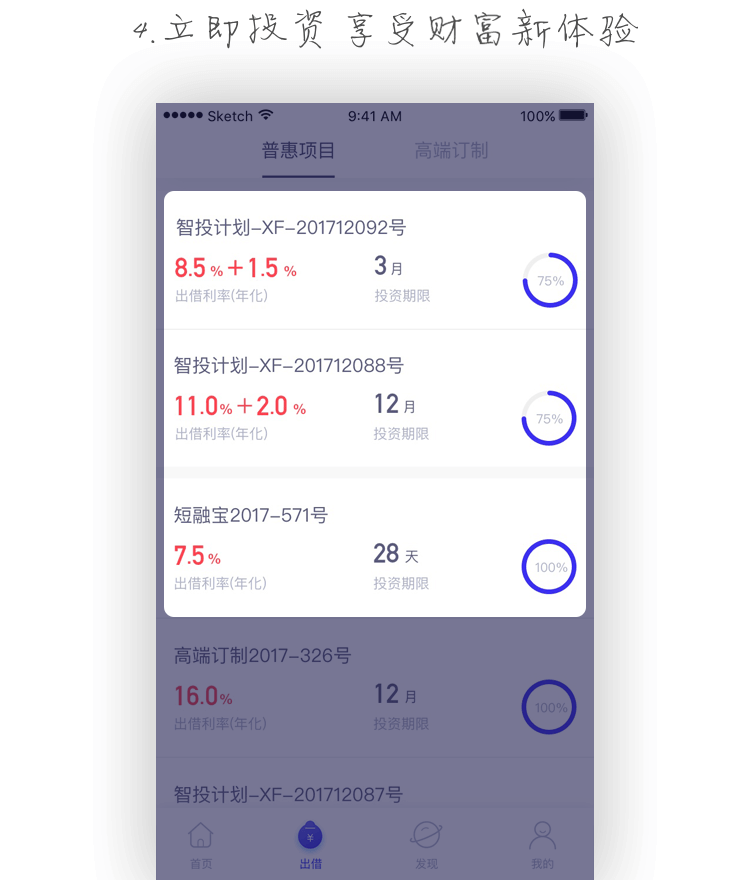 4.立即投资 享受财富新体验
Sketch 9:41 AM 100%
普惠项目 高端订制
智投计划-XF-201712092号
8.5 %+1.5 % 3 月
出借利率(年化) 投资期限 75%
智投计划-XF-201712088号
11.0%+2.0 % 12 月
出借利率(年化) 投资期限 75%
短融宝2017-571号
7.5 % 28 天
出借利率(年化) 投资期限 100%
高端订制2017-326号
16.0% 12 月
出借利率(年化) 投资期限 100%
智投计划-XF-201712087号
¥
首页 出借 发现 我的